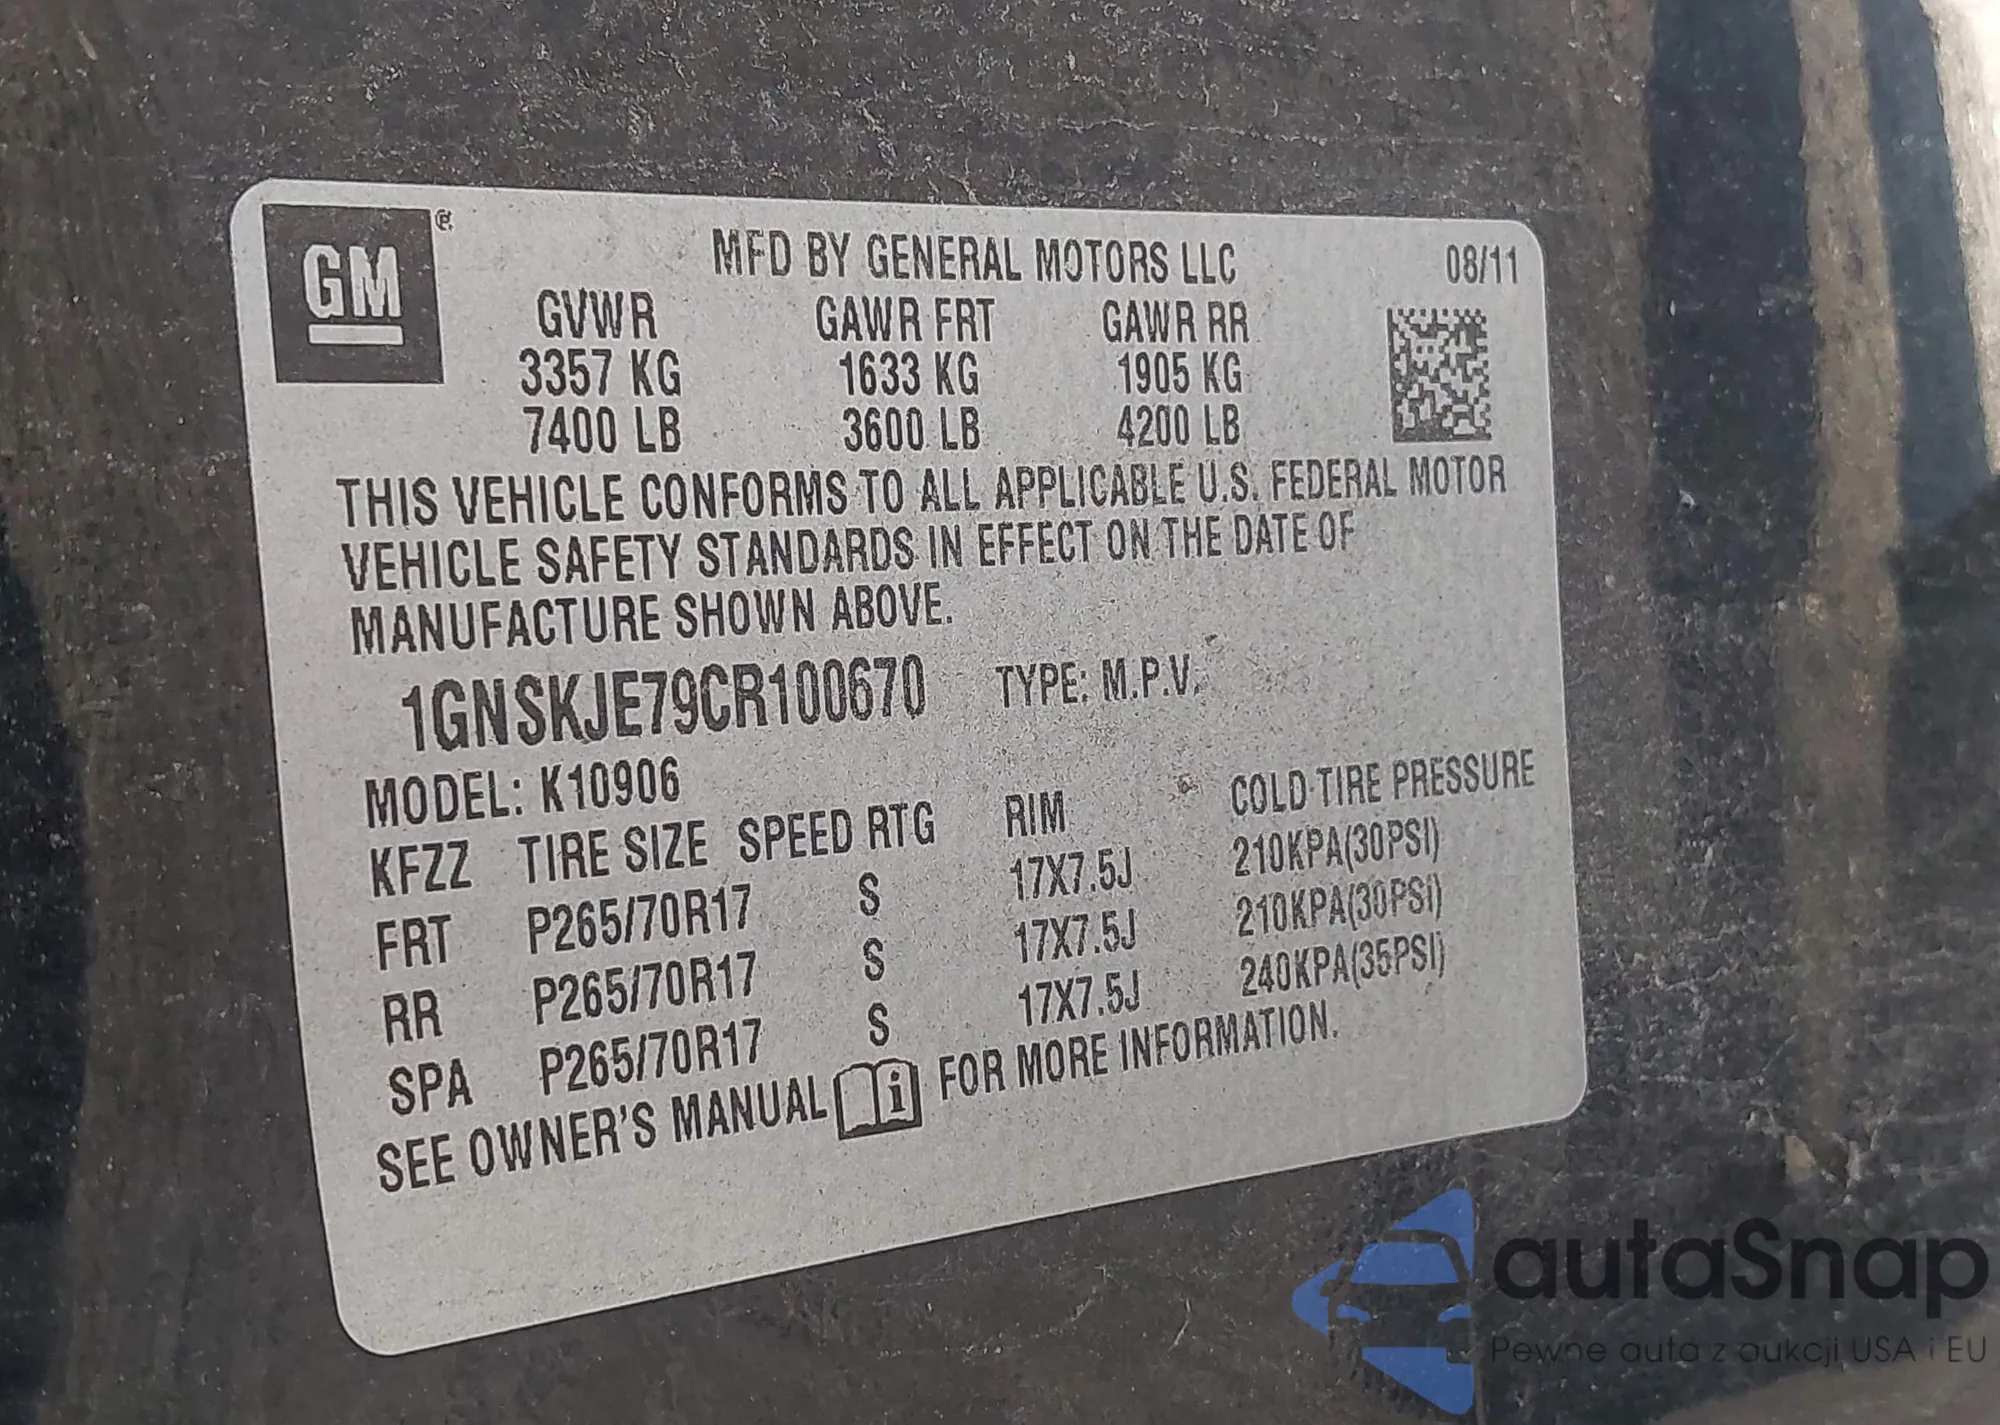 GM ®
MFD BY GENERAL MOTORS LLC 08/11
GVWR GAWR FRT GAWR RR
3357 KG 1633 KG 1905 KG
7400 LB 3600 LB 4200 LB
THIS VEHICLE CONFORMS TO ALL APPLICABLE U.S. FEDERAL MOTOR
VEHICLE SAFETY STANDARDS IN EFFECT ON THE DATE OF
MANUFACTURE SHOWN ABOVE.
1GNSKJE79CR100670 TYPE: M.P.V.
MODEL: K10906
KFZZ TIRE SIZE SPEED RTG RIM COLD TIRE PRESSURE
FRT P265/70R17 S 17X7.5J 210KPA(30PSI)
RR P265/70R17 S 17X7.5J 210KPA(30PSI)
SPA P265/70R17 S 17X7.5J 240KPA(35PSI)
SEE OWNER'S MANUAL i FOR MORE INFORMATION.
autaSnap
Pewne auta z aukcji USA i EU